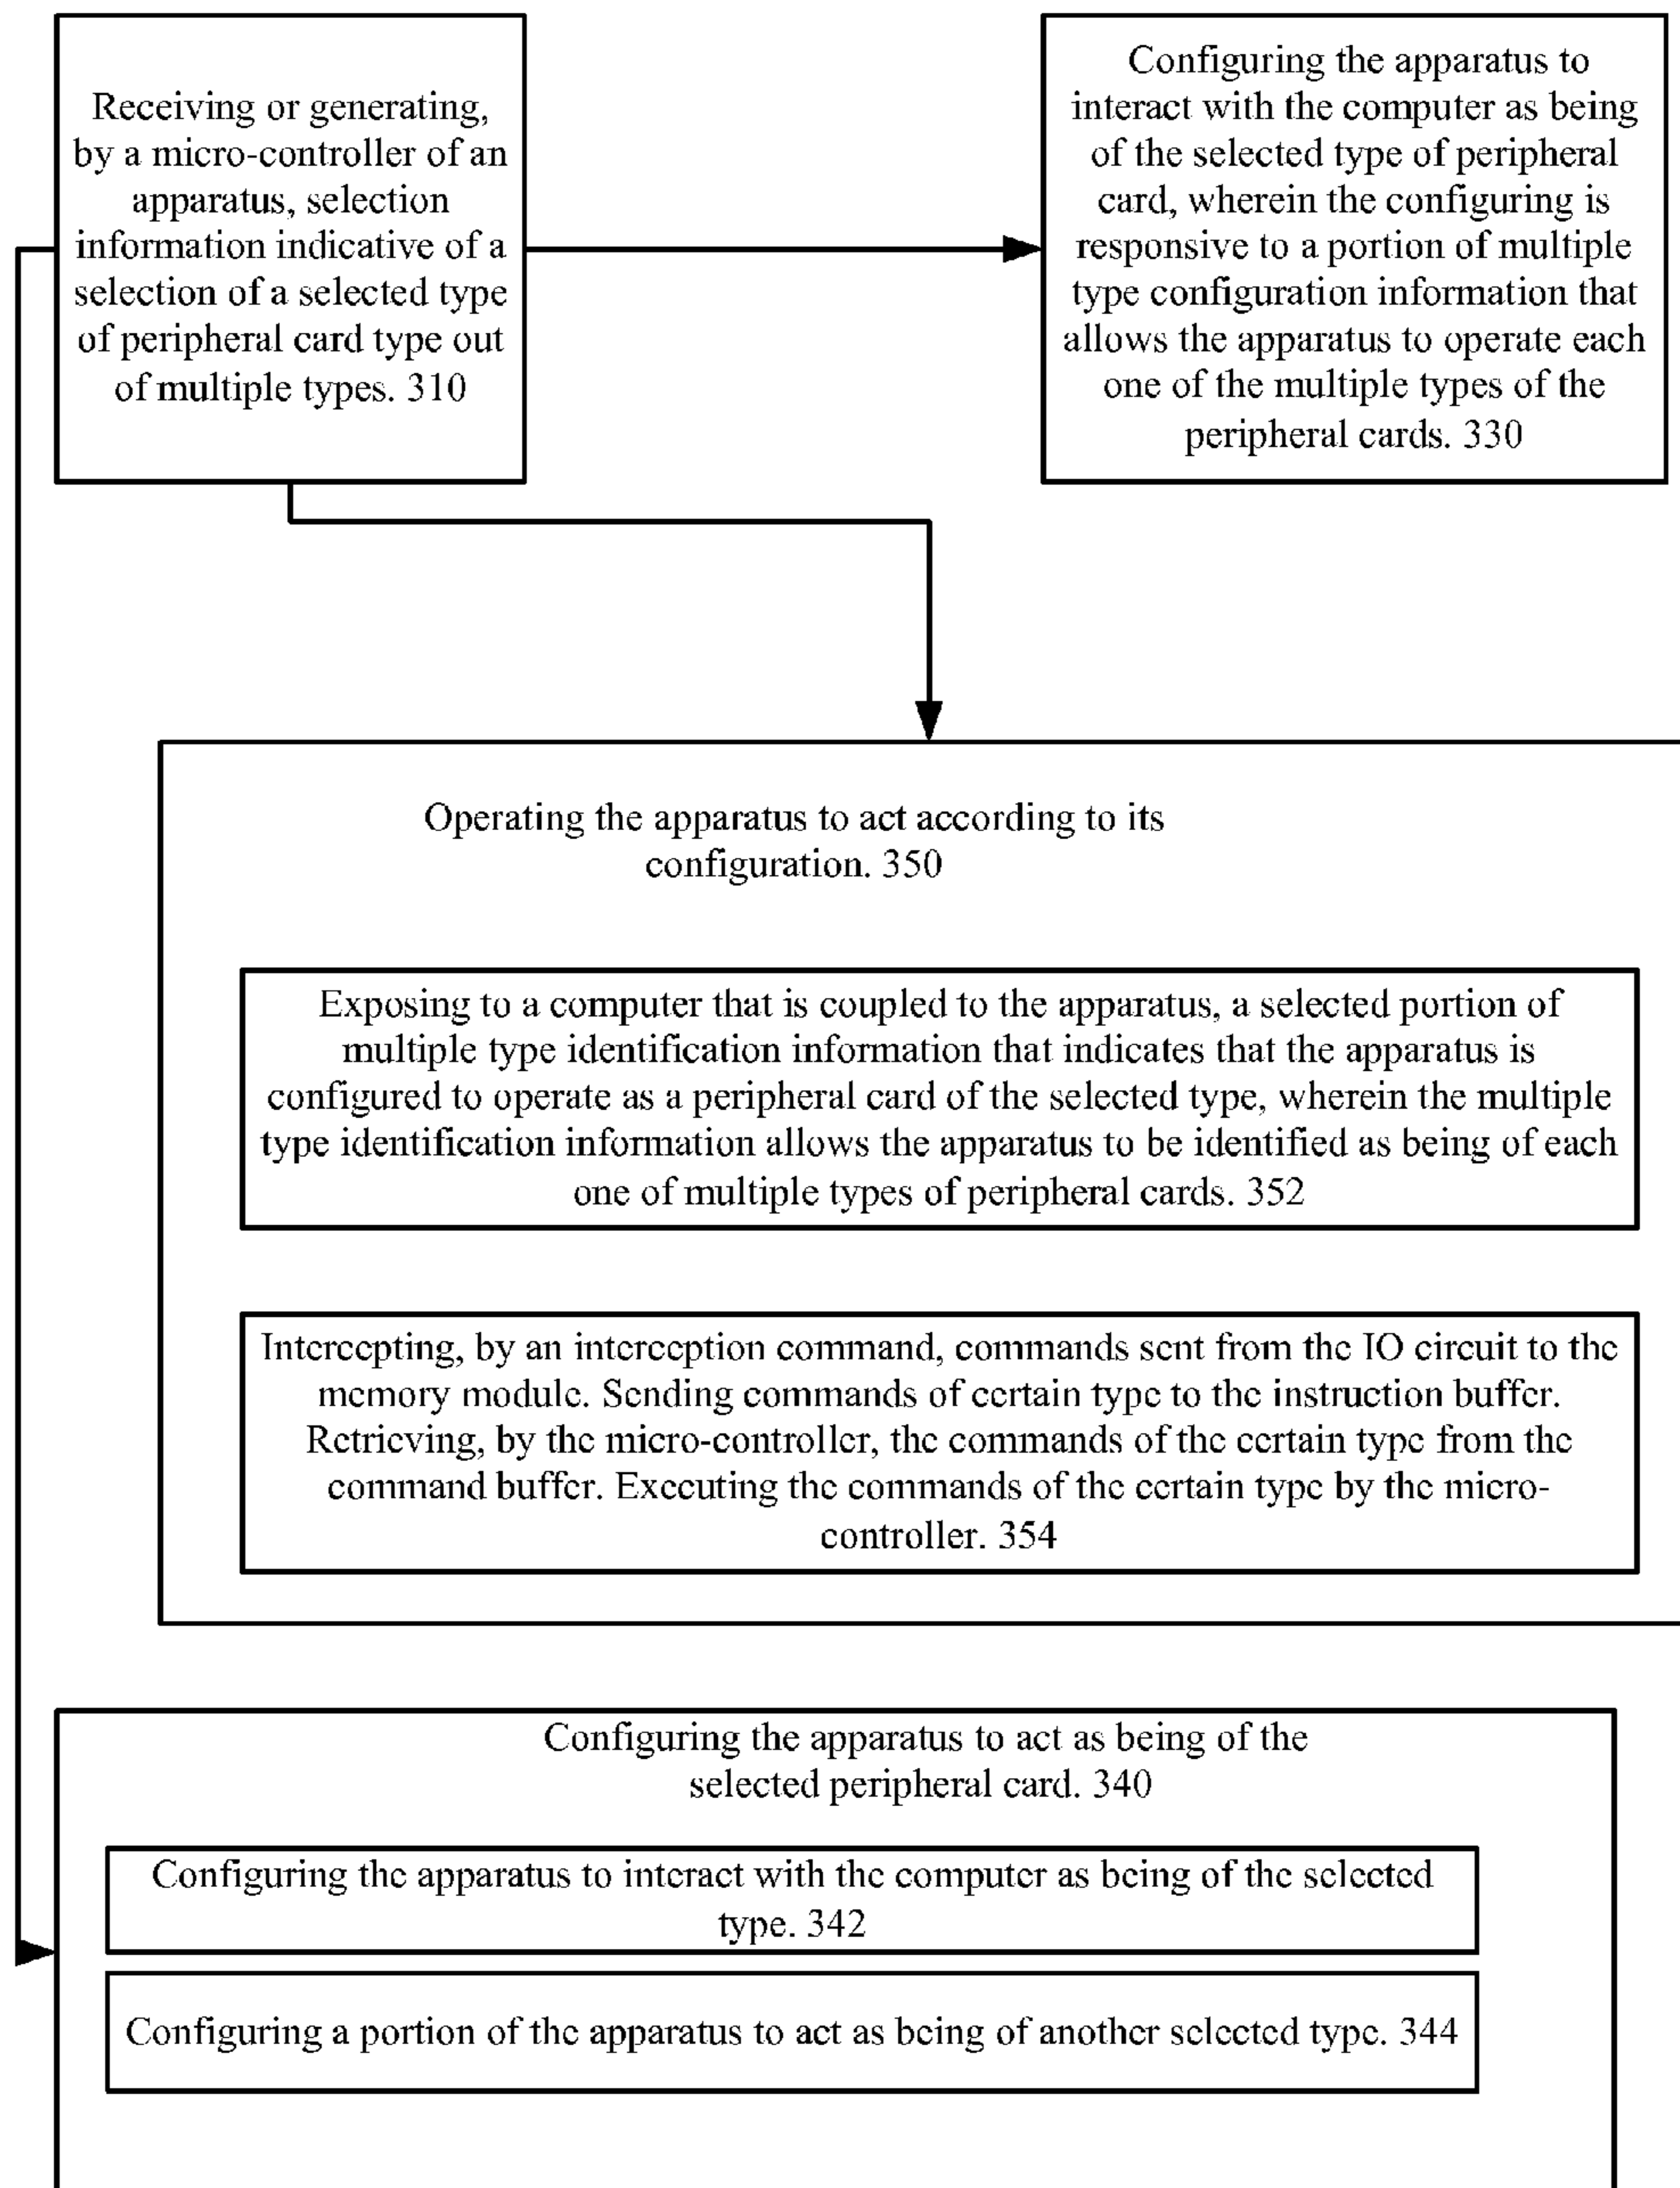 Receiving or generating,
by a micro-controller of an
apparatus, selection
information indicative of a
selection of a selected type
of peripheral card type out
of multiple types. 310
Configuring the apparatus to
interact with the computer as being
of the selected type of peripheral
card, wherein the configuring is
responsive to a portion of multiple
type configuration information that
allows the apparatus to operate each
one of the multiple types of the
peripheral cards. 330
Operating the apparatus to act according to its
configuration. 350
Exposing to a computer that is coupled to the apparatus, a selected portion of
multiple type identification information that indicates that the apparatus is
configured to operate as a peripheral card of the selected type, wherein the multiple
type identification information allows the apparatus to be identified as being of each
one of multiple types of peripheral cards. 352
Intercepting, by an interception command, commands sent from the IO circuit to the
memory module. Sending commands of certain type to the instruction buffer.
Retrieving, by the micro-controller, the commands of the certain type from the
command buffer. Executing the commands of the certain type by the micro-
controller. 354
Configuring the apparatus to act as being of the
selected peripheral card. 340
Configuring the apparatus to interact with the computer as being of the selected
type. 342
Configuring a portion of the apparatus to act as being of another selected type. 344